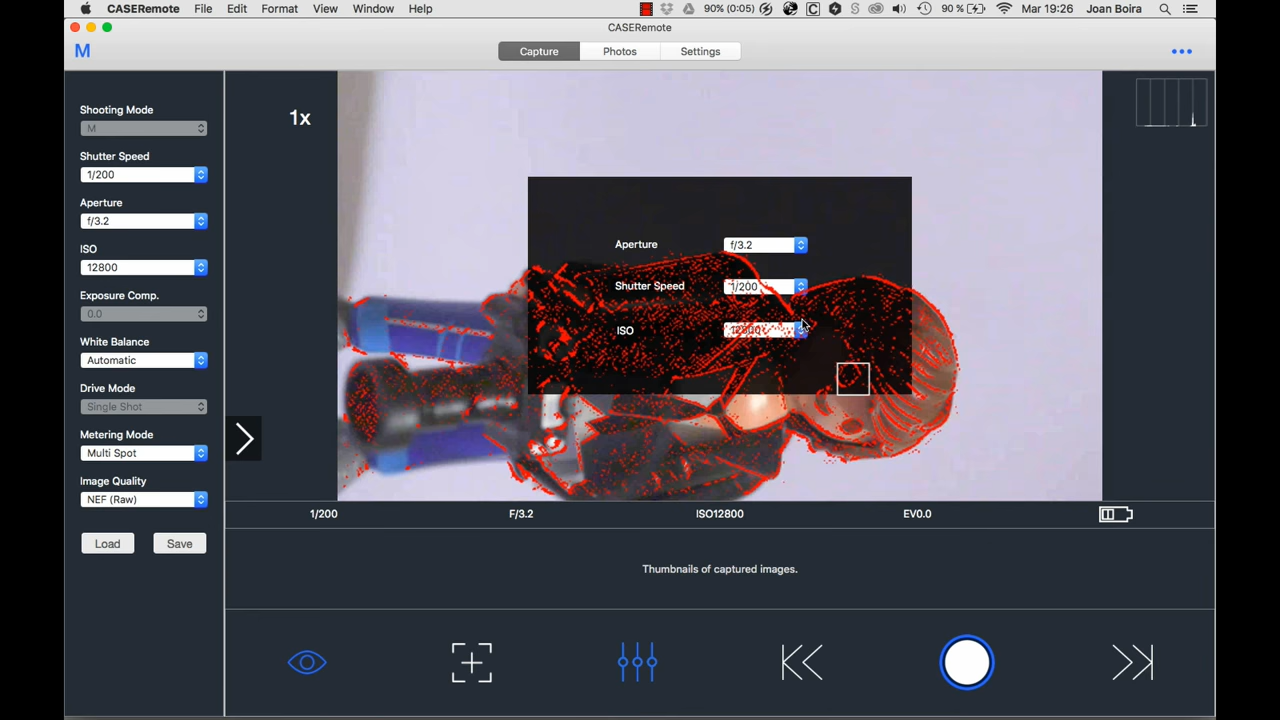 CASERemote File Edit Format View Window Help 90% (0:05) 90 % Mar 19:26 Joan Boira
CASERemote
M Capture Photos Settings
Shooting Mode
M
Shutter Speed
1/200
Aperture
f/3.2
ISO
12800
Exposure Comp.
0.0
White Balance
Automatic
Drive Mode
Single Shot
Metering Mode
Multi Spot
Image Quality
NEF (Raw)
Load Save
1x
Aperture f/3.2
Shutter Speed 1/200
ISO 12800
1/200 F/3.2 ISO12800 EV0.0
Thumbnails of captured images.